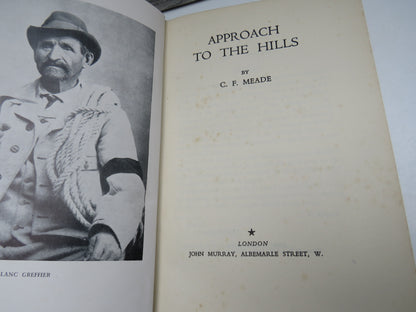 LANC GREFFIER
APPROACH
TO THE HILLS
BY
C. F. MEADE
LONDON
JOHN MURRAY, ALBEMARLE STREET, W.